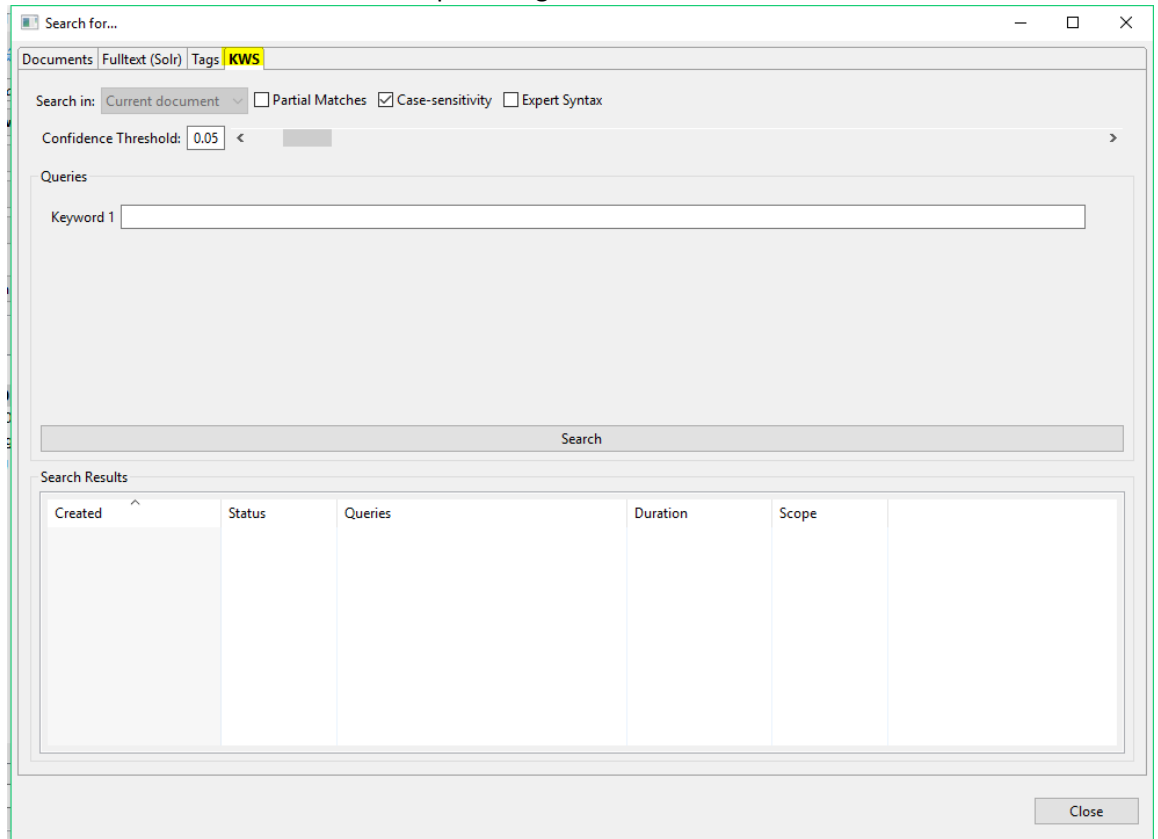 Search for...
Documents Fulltext (Solr) Tags KWS
Search in: Current document Partial Matches Case-sensitivity Expert Syntax
Confidence Threshold: 0.05
Queries
Keyword 1
Search
Search Results
Created Status Queries Duration Scope
Close